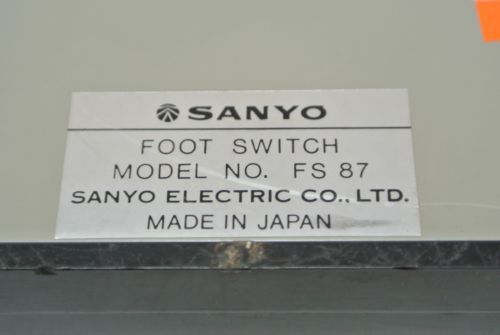 SANYO
FOOT SWITCH
MODEL NO. FS 87
SANYO ELECTRIC CO., LTD.
MADE IN JAPAN